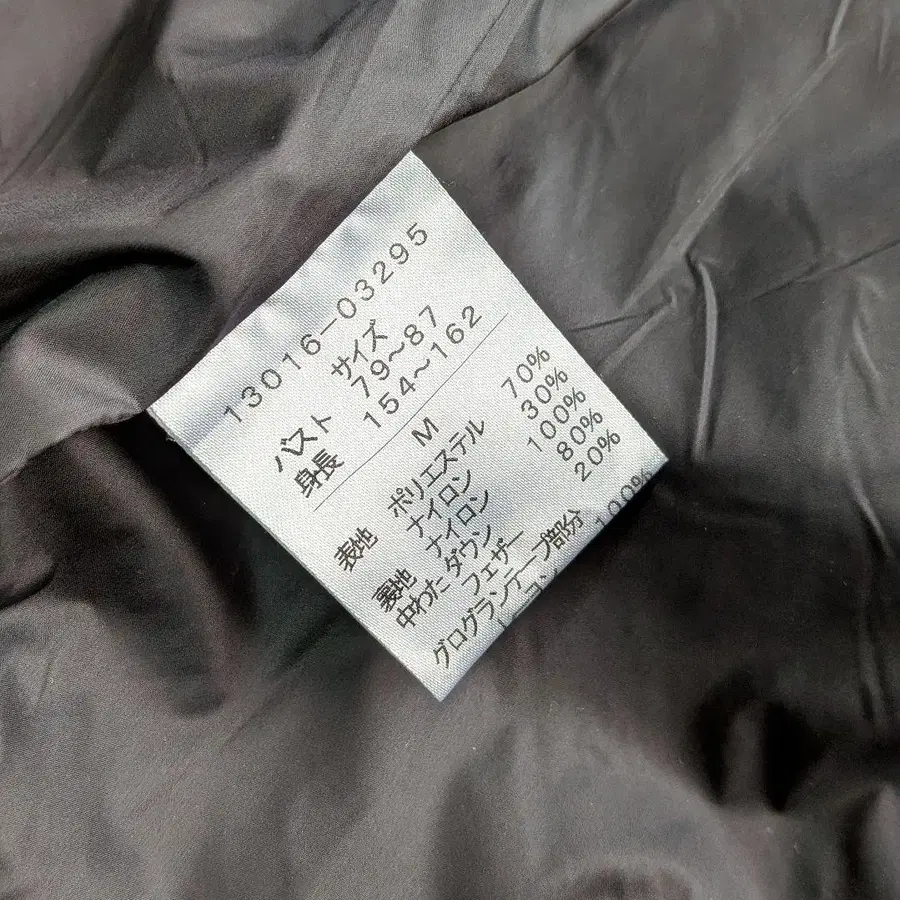 13016-03295
サイズ
バスト 79～87
身長 154～162
M
表地 ポリエステル 70%
ナイロン 30%
裏地 ナイロン 100%
中わた ダウン 80%
フェザー 20%
グログランテープ部分
100%